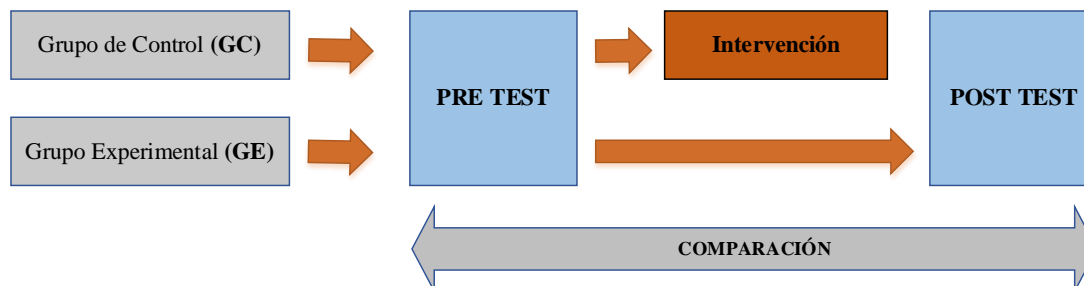 Grupo de Control (GC)
Intervención
PRE TEST
POST TEST
Grupo Experimental (GE)
COMPARACIÓN